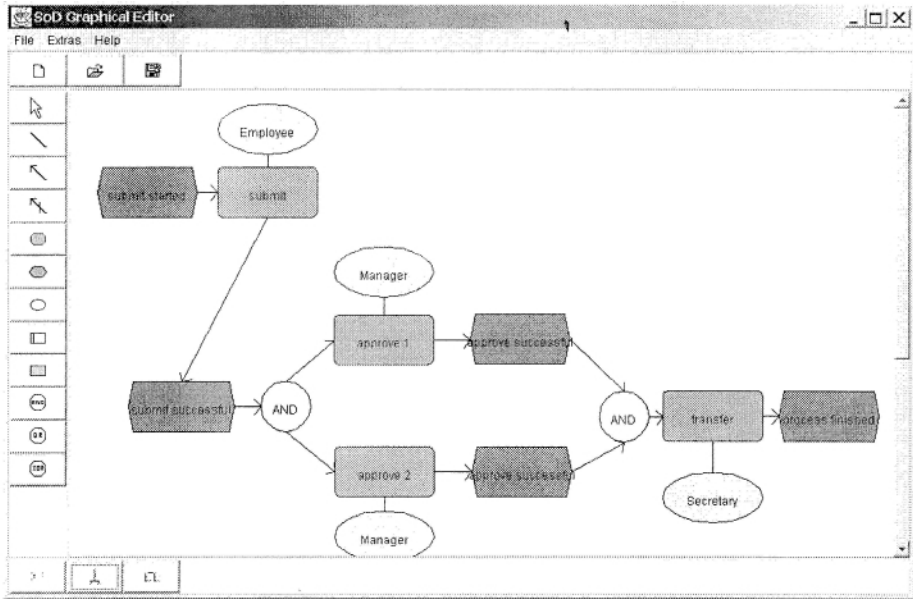 SoD Graphical Editor
File Extras Help
Employee
submit started
submit
Manager
approve 1
approve successful
submit successful
AND
AND
transfer
process finished
approve 2
approve successful
Secretary
Manager